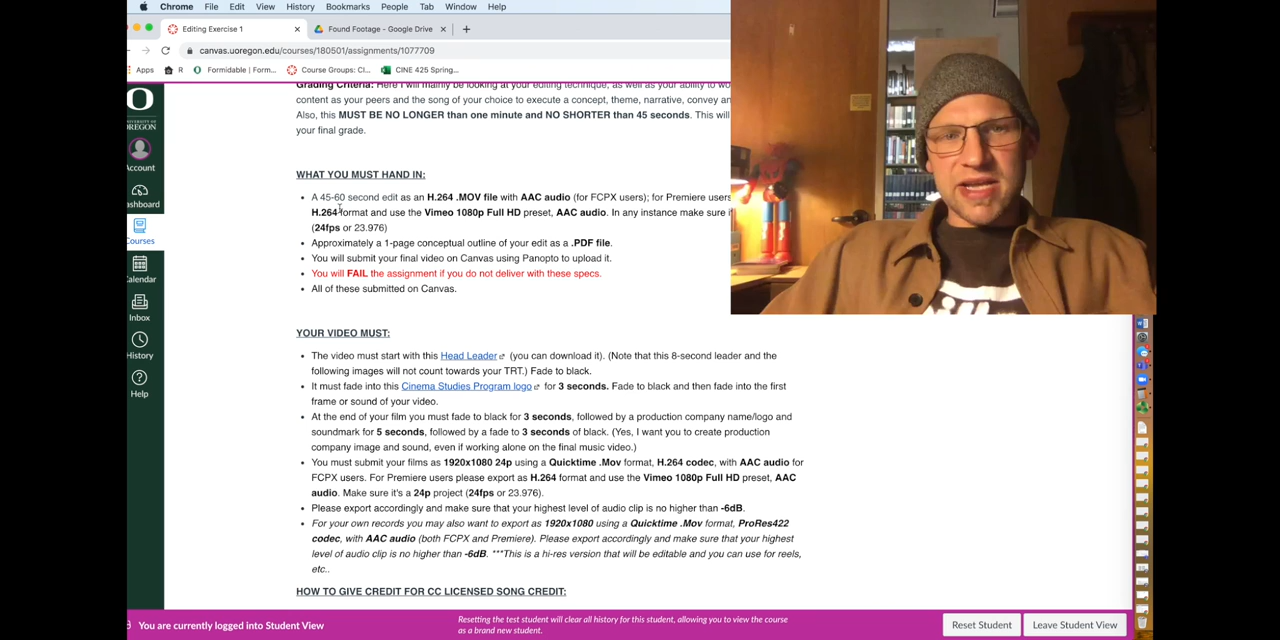 Chrome File Edit View History Bookmarks People Tab Window Help
Editing Exercise 1 Found Footage - Google Drive
canvas.uoregon.edu/courses/180501/assignments/1077709
Apps R Formidable | Form... Course Groups: CI... CINE 425 Spring...
Grading Criteria: Here I will mainly be looking at your editing technique, as well as your ability to wo
content as your peers and the song of your choice to execute a concept, theme, narrative, convey an
Also, this MUST BE NO LONGER than one minute and NO SHORTER than 45 seconds. This will
your final grade.
WHAT YOU MUST HAND IN:
A 45-60 second edit as an H.264 .MOV file with AAC audio (for FCPX users); for Premiere users
H.264 format and use the Vimeo 1080p Full HD preset, AAC audio. In any instance make sure i
(24fps or 23.976)
Approximately a 1-page conceptual outline of your edit as a .PDF file.
You will submit your final video on Canvas using Panopto to upload it.
You will FAIL the assignment if you do not deliver with these specs.
All of these submitted on Canvas.
YOUR VIDEO MUST:
The video must start with this Head Leader (you can download it). (Note that this 8-second leader and the
following images will not count towards your TRT.) Fade to black.
It must fade into this Cinema Studies Program logo for 3 seconds. Fade to black and then fade into the first
frame or sound of your video.
At the end of your film you must fade to black for 3 seconds, followed by a production company name/logo and
soundmark for 5 seconds, followed by a fade to 3 seconds of black. (Yes, I want you to create production
company image and sound, even if working alone on the final music video.)
You must submit your films as 1920x1080 24p using a Quicktime .Mov format, H.264 codec, with AAC audio for
FCPX users. For Premiere users please export as H.264 format and use the Vimeo 1080p Full HD preset, AAC
audio. Make sure it's a 24p project (24fps or 23.976).
Please export accordingly and make sure that your highest level of audio clip is no higher than -6dB.
For your own records you may also want to export as 1920x1080 using a Quicktime .Mov format, ProRes422
codec, with AAC audio (both FCPX and Premiere). Please export accordingly and make sure that your highest
level of audio clip is no higher than -6dB. ***This is a hi-res version that will be editable and you can use for reels,
etc..
HOW TO GIVE CREDIT FOR CC LICENSED SONG CREDIT:
UNIVERSITY OF
OREGON
Account
ashboard
Courses
Calendar
Inbox
History
Help
You are currently logged into Student View
Resetting the test student will clear all history for this student, allowing you to view the course
as a brand new student.
Reset Student
Leave Student View